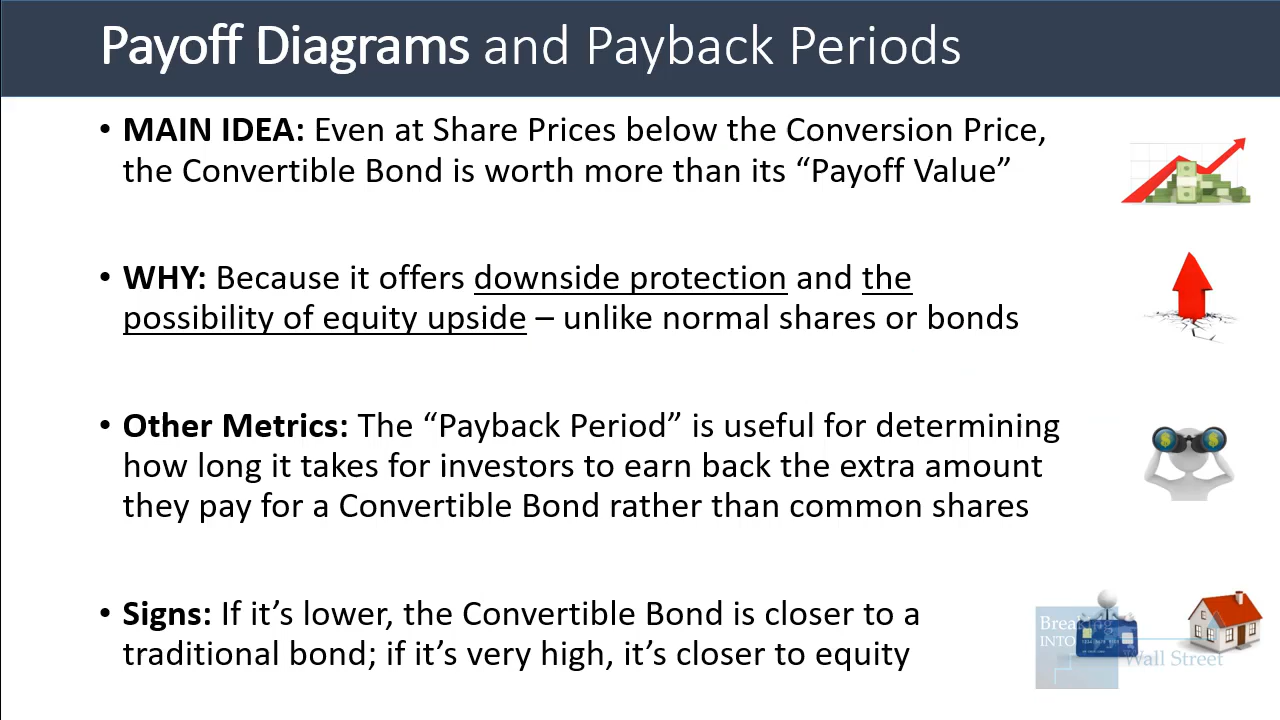 Payoff Diagrams and Payback Periods
• MAIN IDEA: Even at Share Prices below the Conversion Price,
the Convertible Bond is worth more than its “Payoff Value”
• WHY: Because it offers downside protection and the
possibility of equity upside – unlike normal shares or bonds
• Other Metrics: The “Payback Period” is useful for determining
how long it takes for investors to earn back the extra amount
they pay for a Convertible Bond rather than common shares
• Signs: If it’s lower, the Convertible Bond is closer to a
traditional bond; if it’s very high, it’s closer to equity
Breaking
INTO
Wall Street